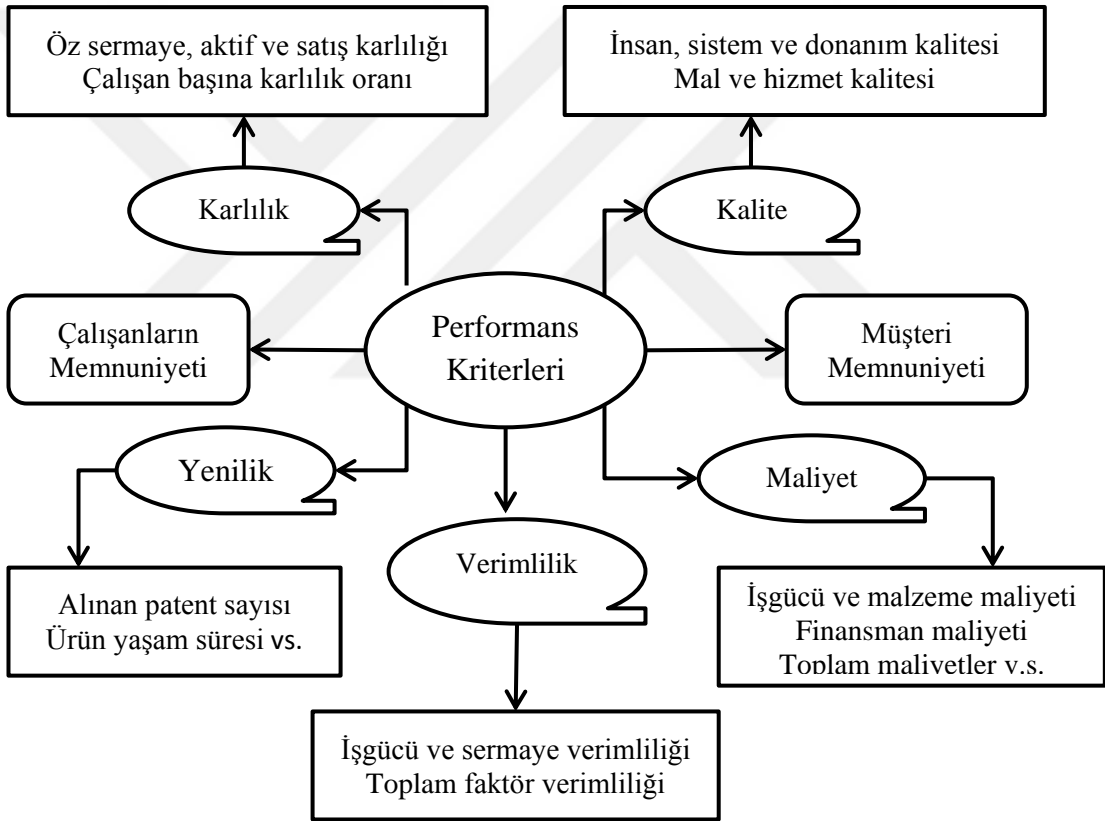 Öz sermaye, aktif ve satış karlılığı
Çalışan başına karlılık oranı
İnsan, sistem ve donanım kalitesi
Mal ve hizmet kalitesi
Karlılık
Kalite
Çalışanların
Memnuniyeti
Performans
Kriterleri
Müşteri
Memnuniyeti
Yenilik
Maliyet
Verimlilik
Alınan patent sayısı
Ürün yaşam süresi vs.
İşgücü ve malzeme maliyeti
Finansman maliyeti
Toplam maliyetler v.s.
İşgücü ve sermaye verimliliği
Toplam faktör verimliliği